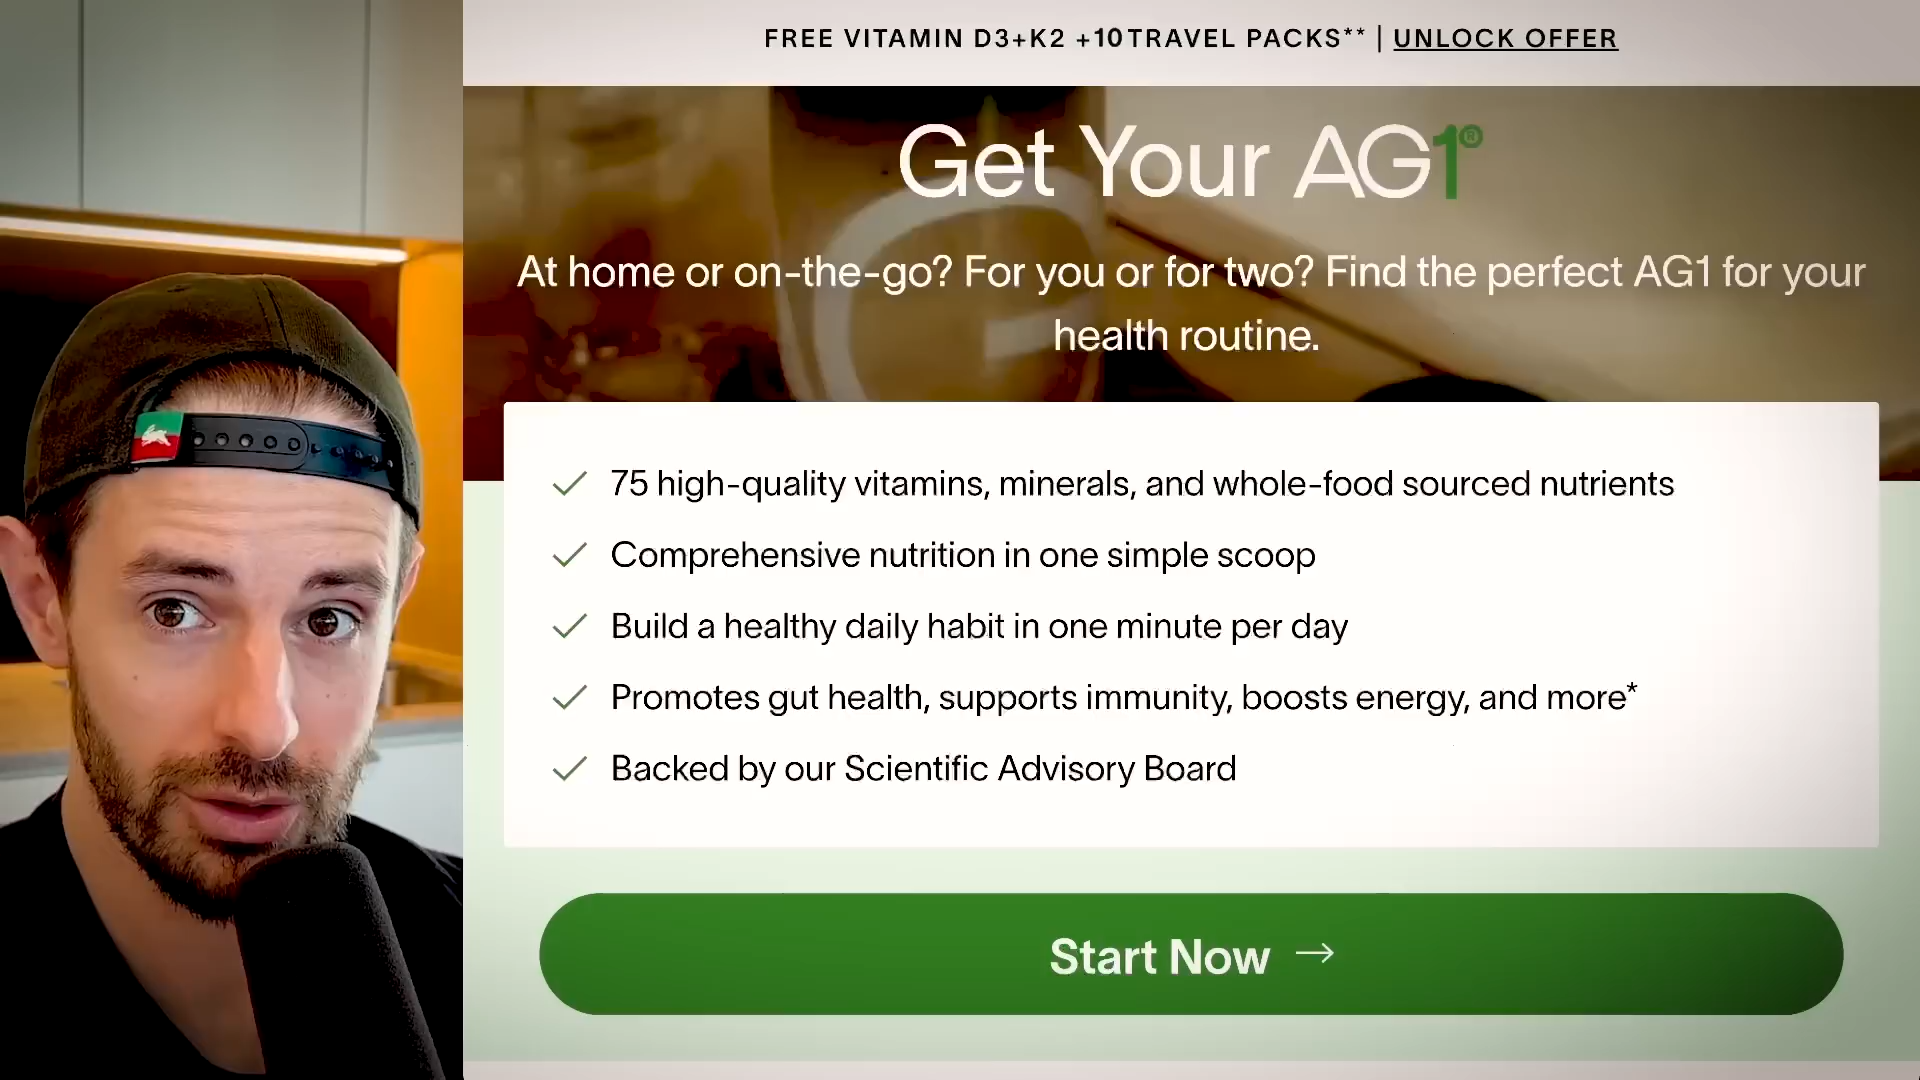 FREE VITAMIN D3+K2 +10 TRAVEL PACKS** | UNLOCK OFFER
Get Your AG1®
At home or on-the-go? For you or for two? Find the perfect AG1 for your
health routine.
75 high-quality vitamins, minerals, and whole-food sourced nutrients
Comprehensive nutrition in one simple scoop
Build a healthy daily habit in one minute per day
Promotes gut health, supports immunity, boosts energy, and more*
Backed by our Scientific Advisory Board
Start Now →